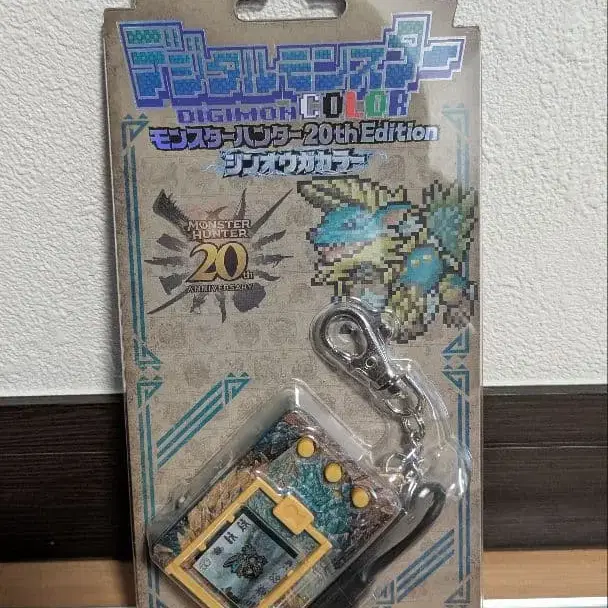 デジタルモンスター
DIGIMON COLOR
モンスターハンター20th Edition
ジンオウガカラー
MONSTER HUNTER
20th
ANNIVERSARY